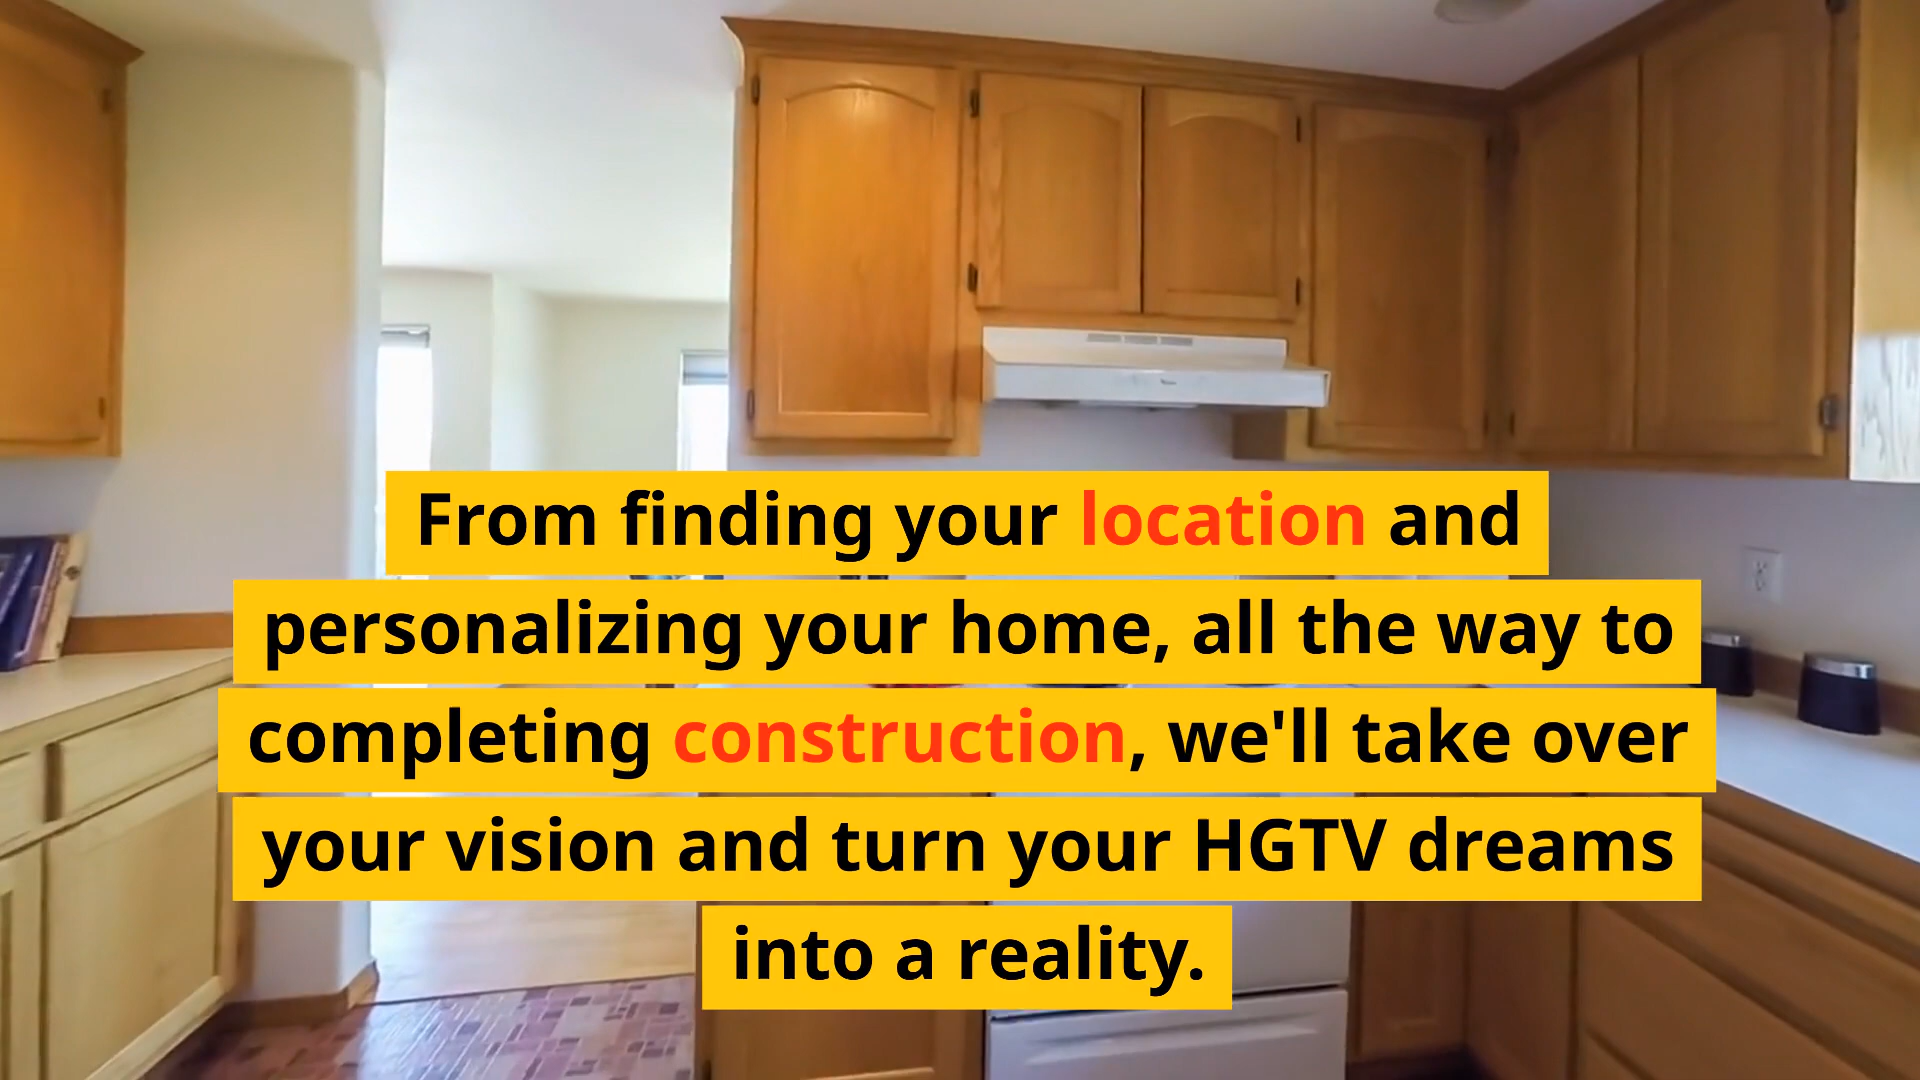 From finding your location and
personalizing your home, all the way to
completing construction, we'll take over
your vision and turn your HGTV dreams
into a reality.